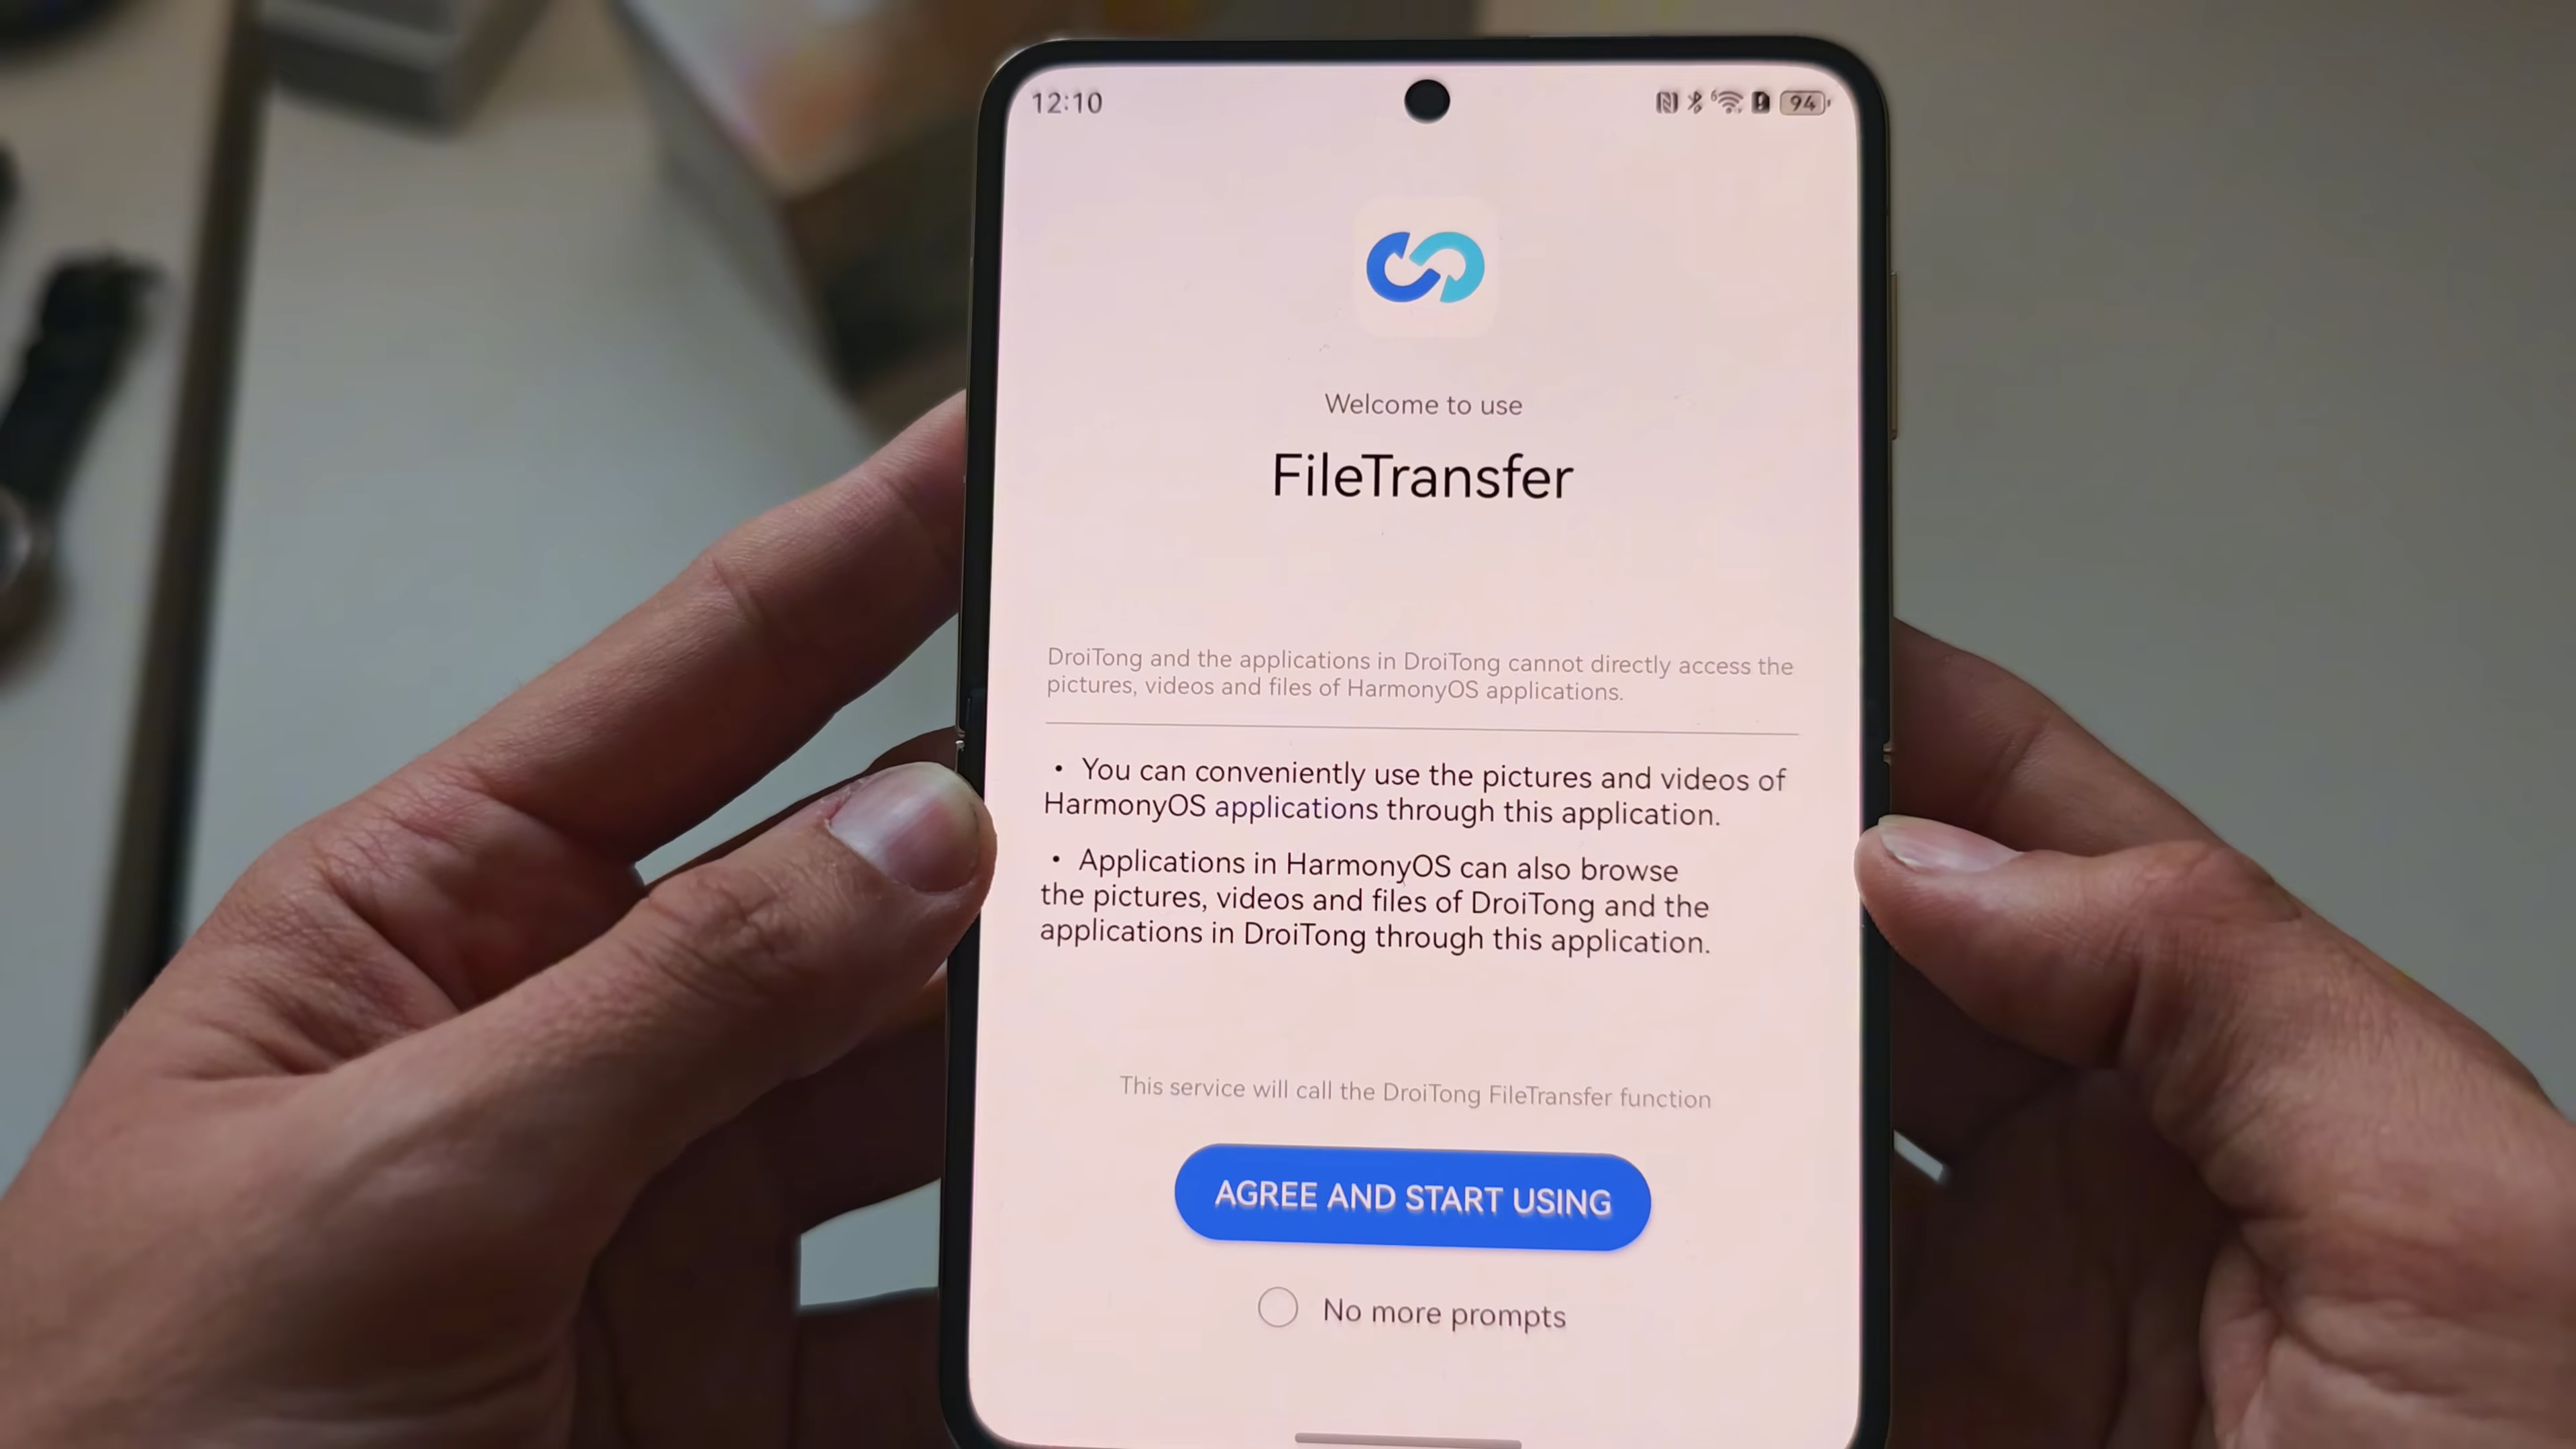 12:10
6
94
Welcome to use
FileTransfer
DroiTong and the applications in DroiTong cannot directly access the
pictures, videos and files of HarmonyOS applications.
• You can conveniently use the pictures and videos of
HarmonyOS applications through this application.
• Applications in HarmonyOS can also browse
the pictures, videos and files of DroiTong and the
applications in DroiTong through this application.
This service will call the DroiTong FileTransfer function
AGREE AND START USING
No more prompts